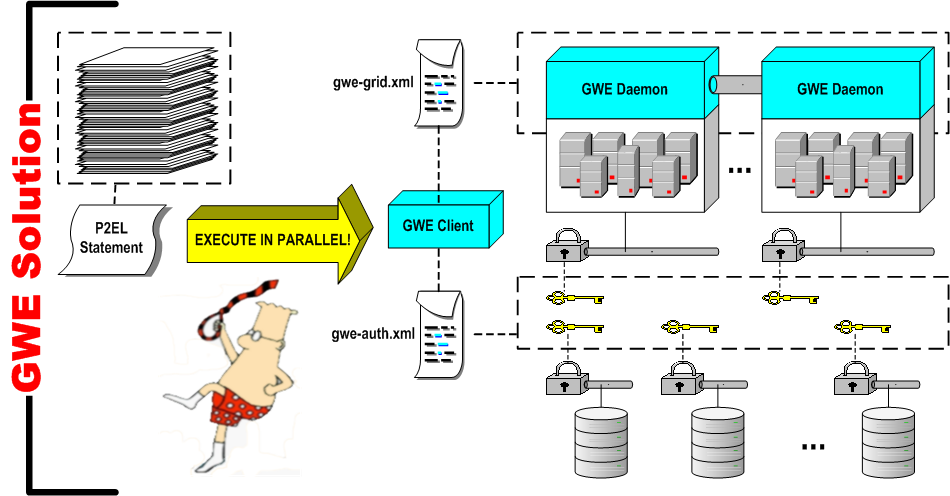 GWE Solution
P2EL
Statement
EXECUTE IN PARALLEL!
gwe-grid.xml
GWE Client
gwe-auth.xml
GWE Daemon
GWE Daemon
...
...